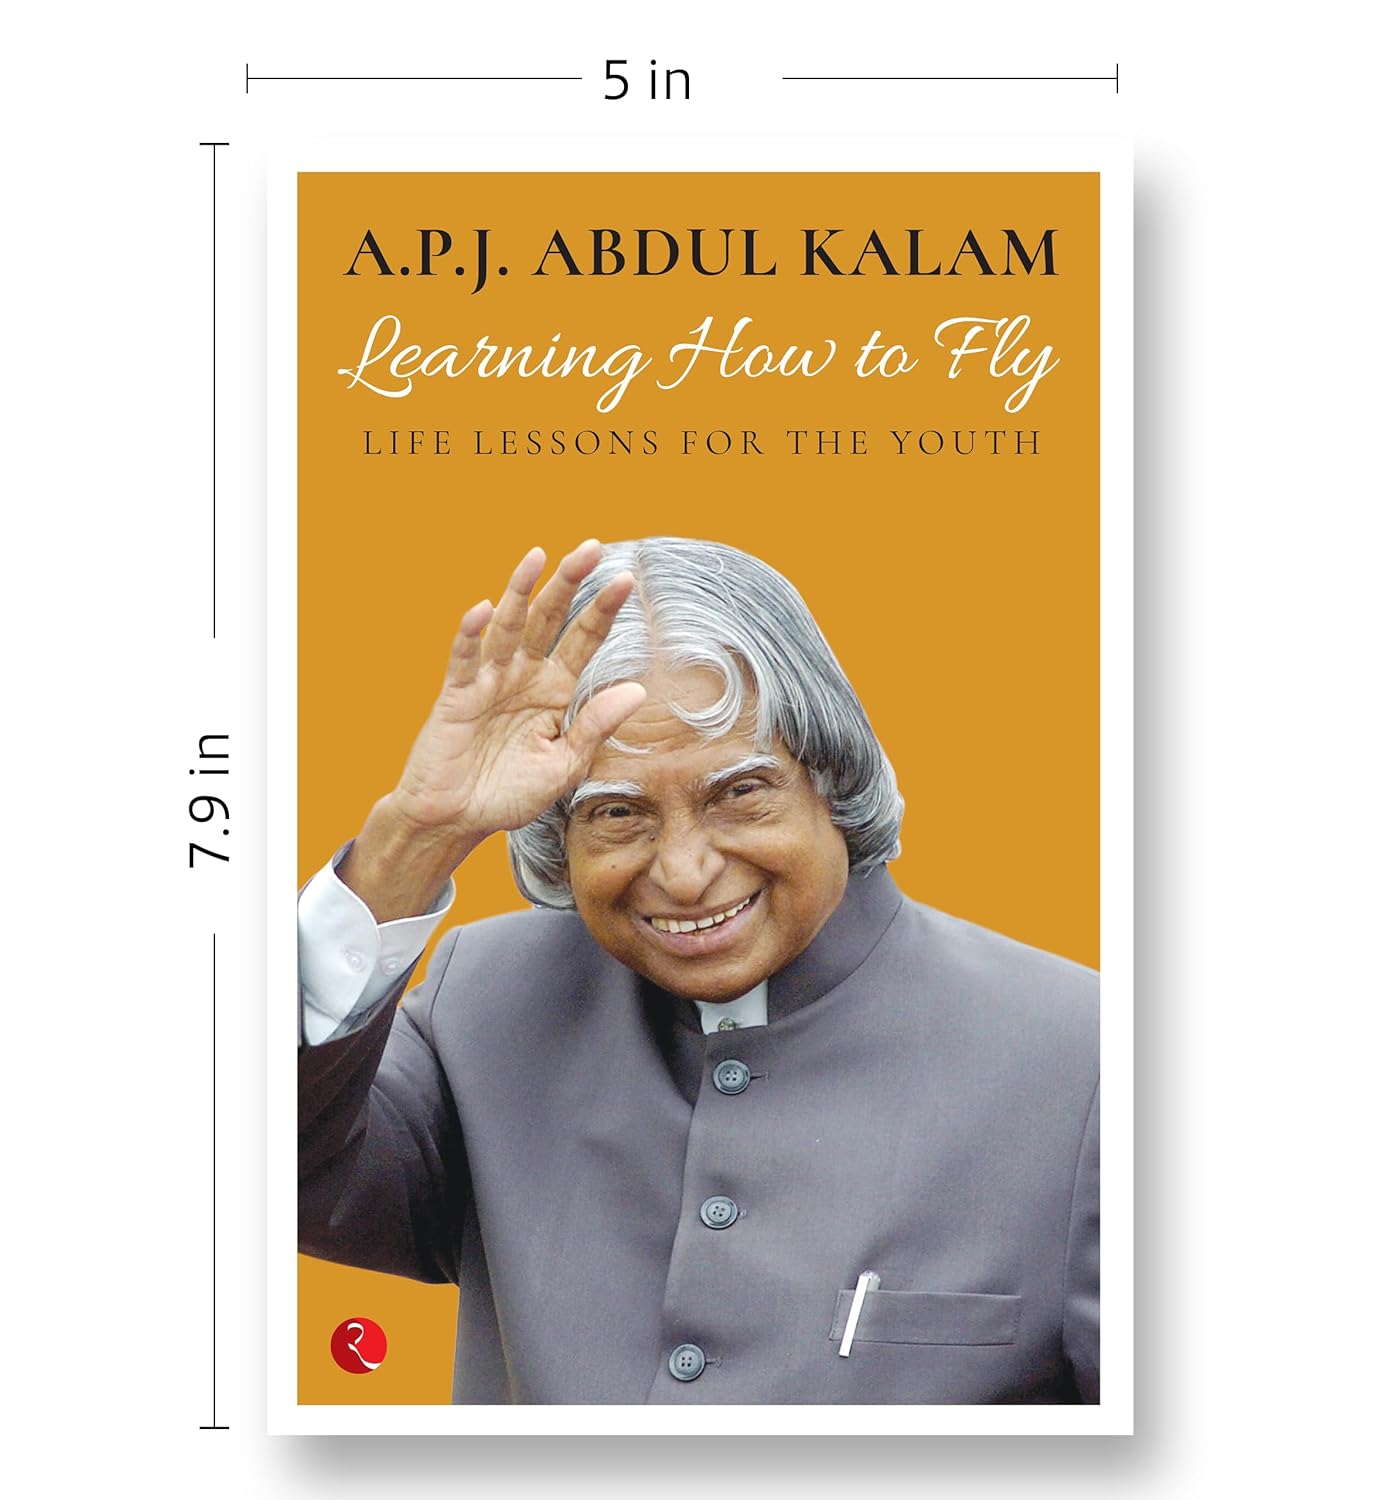 5 in
7.9 in
A.P.J. ABDUL KALAM
Learning How to Fly
LIFE LESSONS FOR THE YOUTH